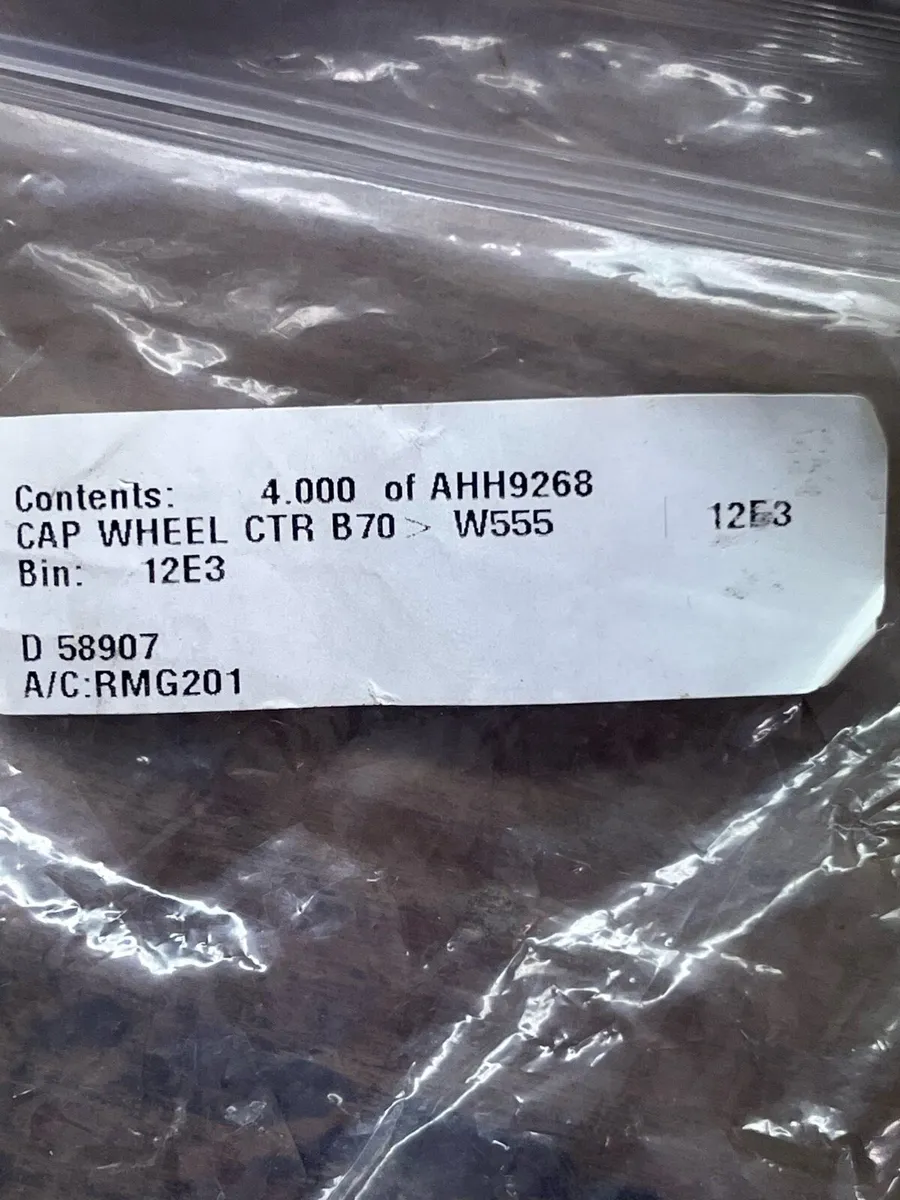 Contents: 4.000 of AHH9268
CAP WHEEL CTR B70 > W555
12E3
Bin: 12E3
D 58907
A/C:RMG201